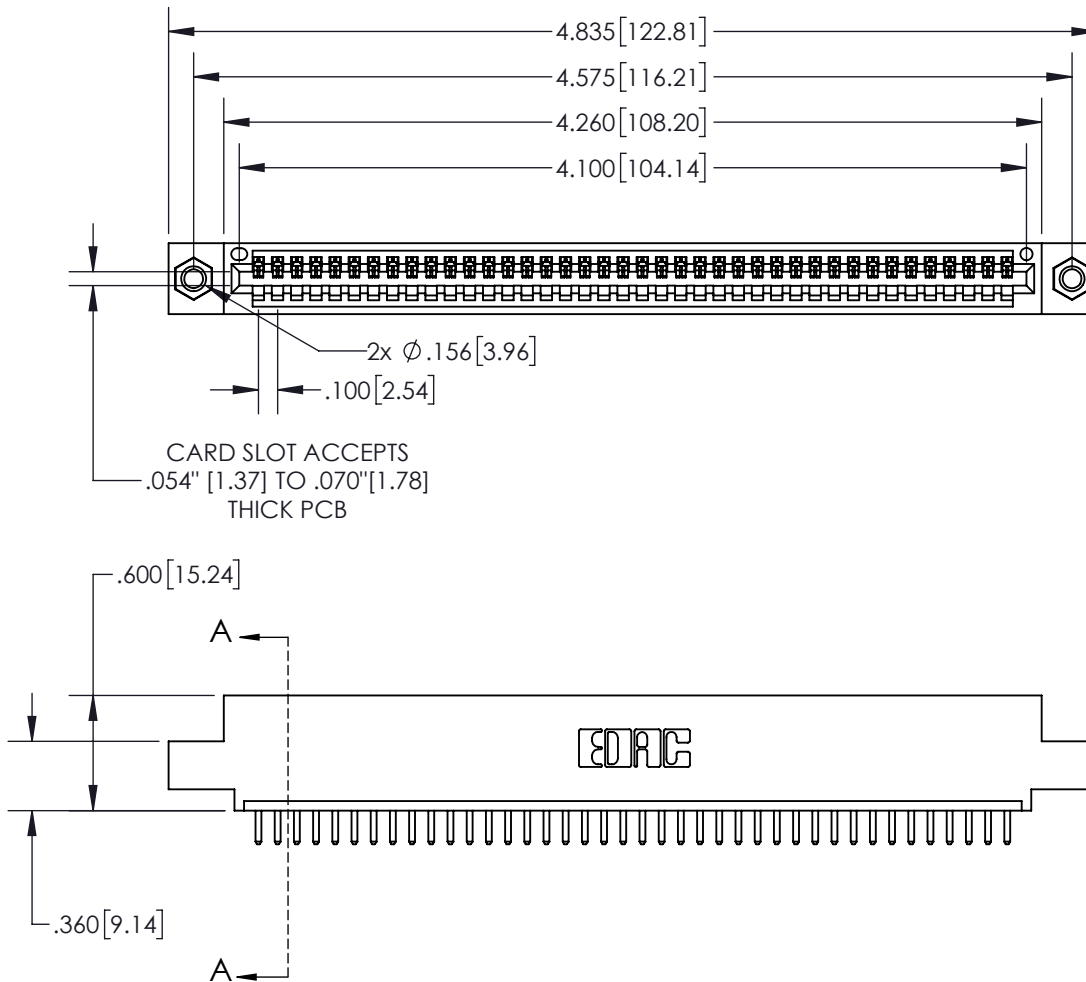 4.835[122.81]
4.575[116.21]
4.260[108.20]
4.100[104.14]
2x Ø.156[3.96]
.100[2.54]
CARD SLOT ACCEPTS
.054" [1.37] TO .070"[1.78]
THICK PCB
.600[15.24]
A
EDAC
.360[9.14]
A